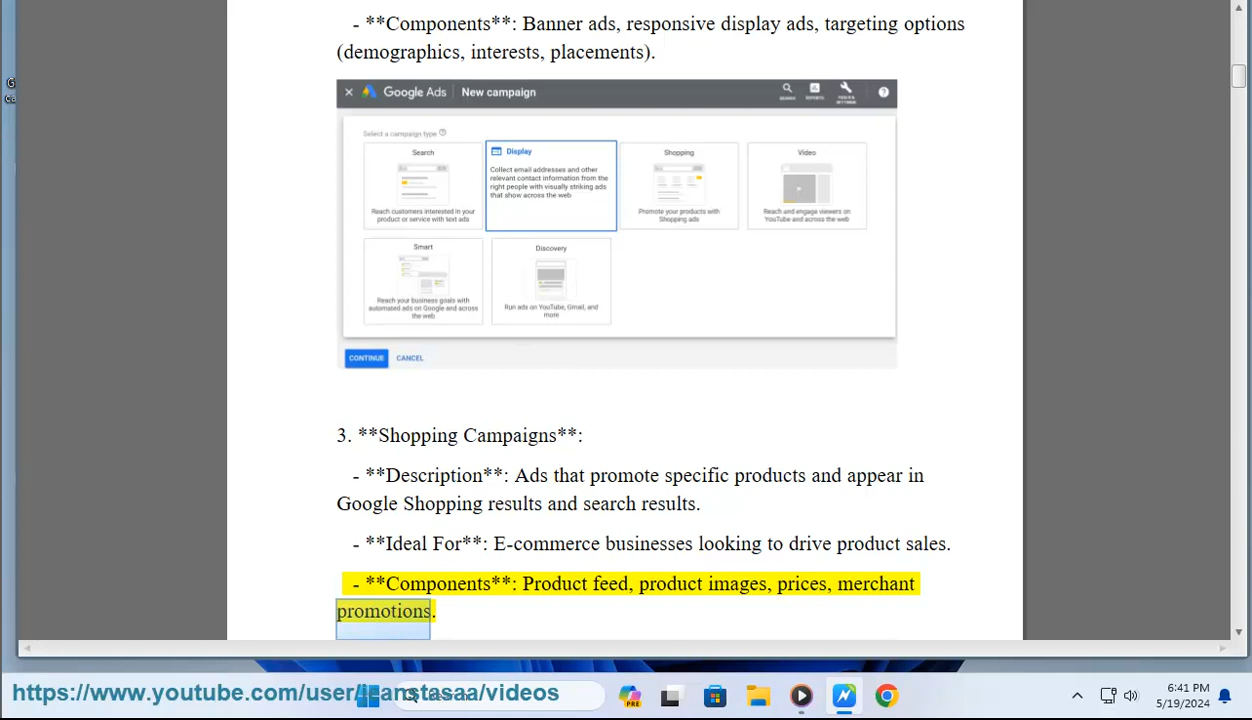 - **Components**: Banner ads, responsive display ads, targeting options
(demographics, interests, placements).
Google Ads New campaign
SEARCH REPORTS TOOLS & SETTINGS
Select a campaign type
Search
Reach customers interested in your
product or service with text ads
Display
Collect email addresses and other
relevant contact information from the
right people with visually striking ads
that show across the web
Shopping
Promote your products with
Shopping ads
Video
Reach and engage viewers on
YouTube and across the web
Smart
Reach your business goals with
automated ads on Google and across
the web
Discovery
Run ads on YouTube, Gmail, and
more
CONTINUE CANCEL
3. **Shopping Campaigns**:
- **Description**: Ads that promote specific products and appear in
Google Shopping results and search results.
- **Ideal For**: E-commerce businesses looking to drive product sales.
- **Components**: Product feed, product images, prices, merchant
promotions.
https://www.youtube.com/user/jeanstasaa/videos
PRE
6:41 PM
5/19/2024